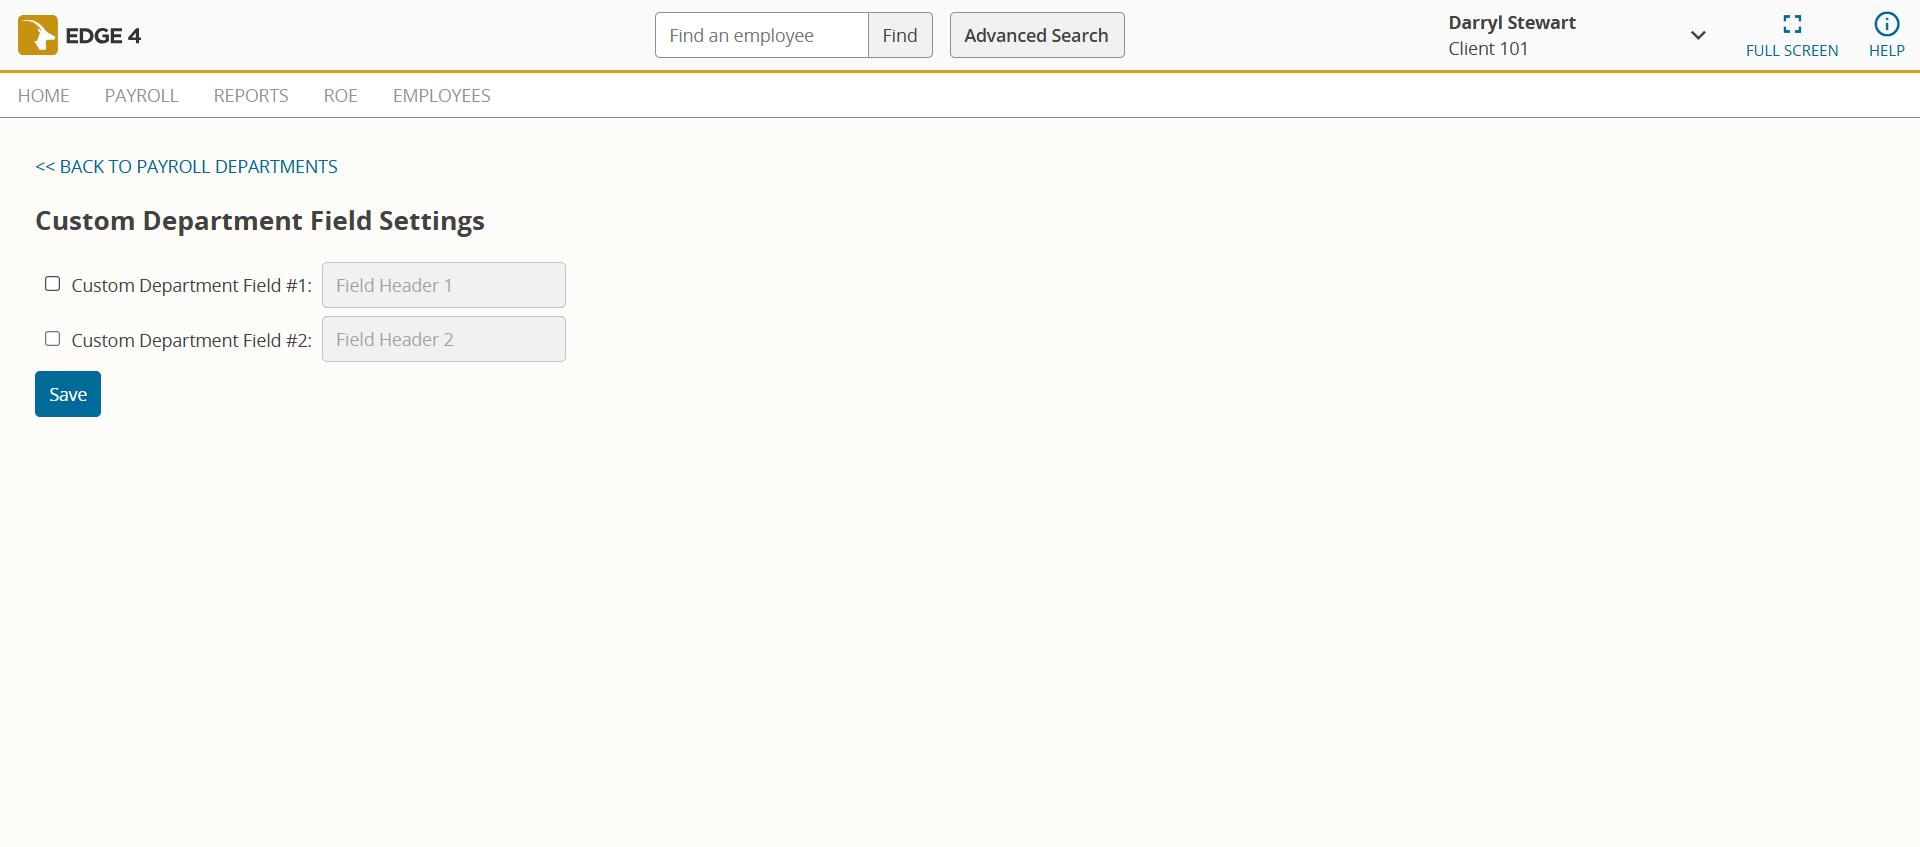 EDGE 4
Find an employee
Find
Advanced Search
Darryl Stewart
Client 101
FULL SCREEN
HELP
HOME
PAYROLL
REPORTS
ROE
EMPLOYEES
<< BACK TO PAYROLL DEPARTMENTS
Custom Department Field Settings
Custom Department Field #1: Field Header 1
Custom Department Field #2: Field Header 2
Save